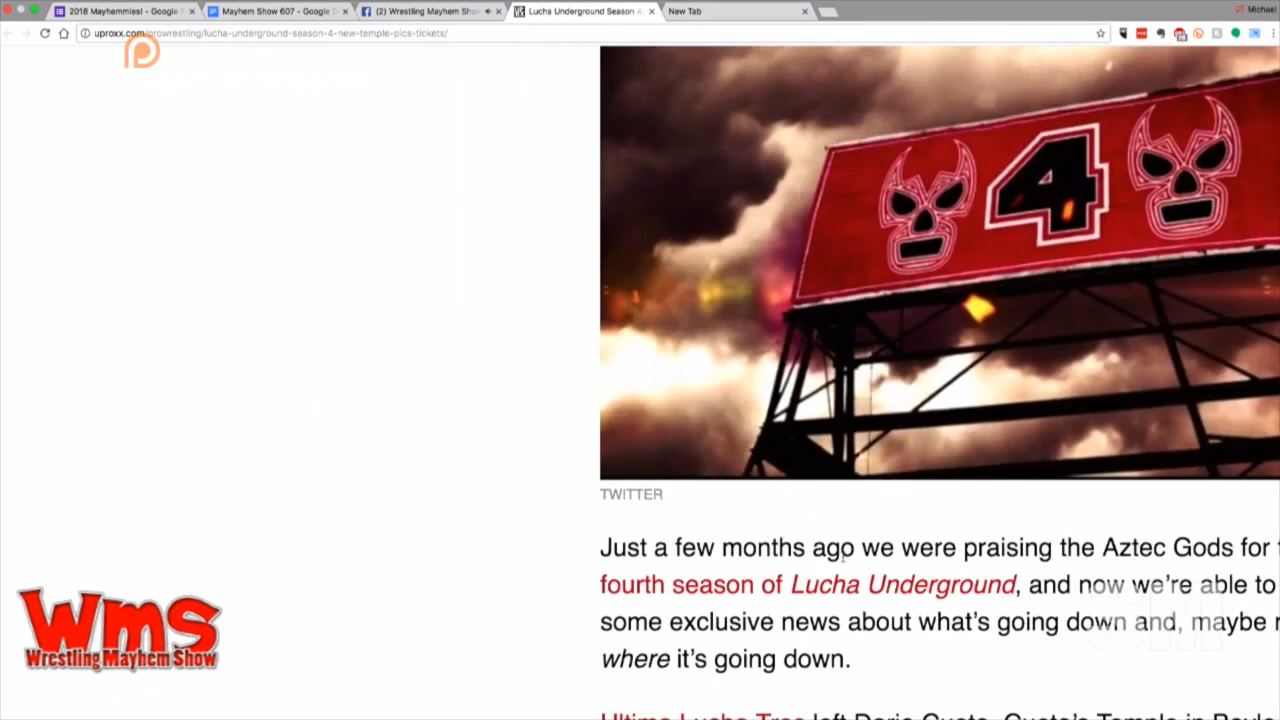 2018 Mayhemmies! - Google
Mayhem Show 607 - Google
(2) Wrestling Mayhem Show
Lucha Underground Season 4
New Tab
Michael
uproxx.com/prowrestling/lucha-underground-season-4-new-temple-pics-tickets/
4
TWITTER
Just a few months ago we were praising the Aztec Gods for
fourth season of Lucha Underground, and now we're able to
some exclusive news about what's going down and, maybe
where it's going down.
WMS
Wrestling Mayhem Show